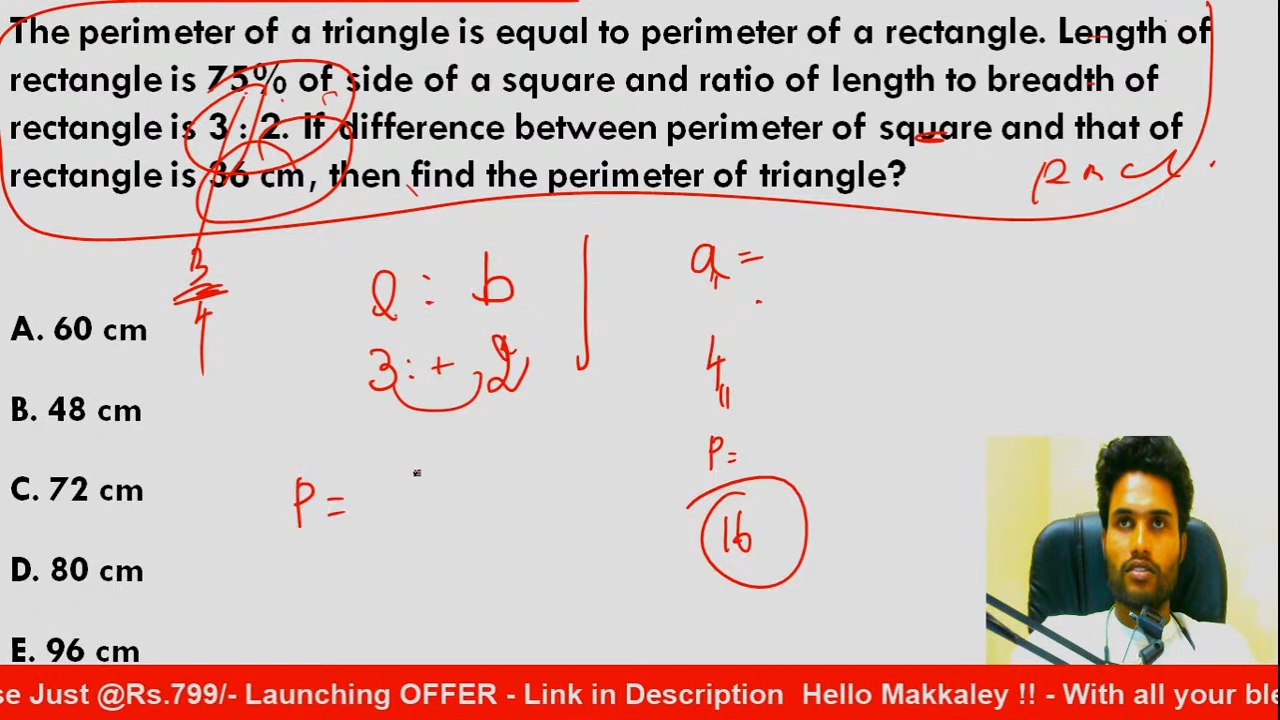 The perimeter of a triangle is equal to perimeter of a rectangle. Length of
rectangle is 75% of side of a square and ratio of length to breadth of
rectangle is 3 : 2. If difference between perimeter of square and that of
rectangle is 36 cm, then find the perimeter of triangle?
3
4
l : b
a =
A. 60 cm
3 : + 2
4
B. 48 cm
P =
C. 72 cm
P =
16
D. 80 cm
E. 96 cm
se Just @Rs.799/- Launching OFFER - Link in Description Hello Makkaley !! - With all your ble